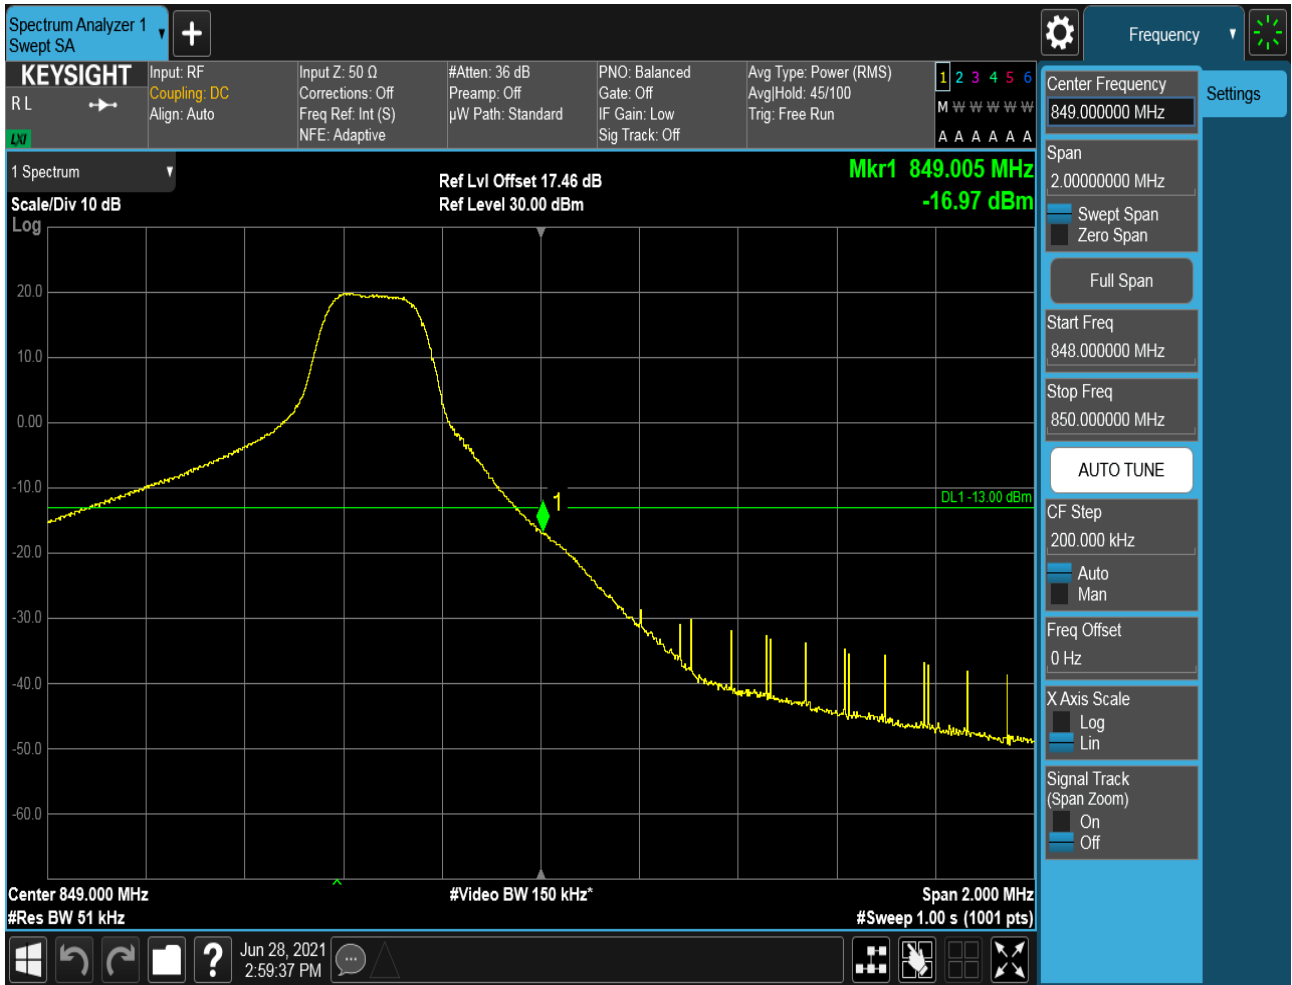 Spectrum Analyzer 1
Swept SA
Frequency
KEYSIGHT
R L
LXI
Input: RF
Coupling: DC
Align: Auto
Input Z: 50 Ω
Corrections: Off
Freq Ref: Int (S)
NFE: Adaptive
#Atten: 36 dB
Preamp: Off
µW Path: Standard
PNO: Balanced
Gate: Off
IF Gain: Low
Sig Track: Off
Avg Type: Power (RMS)
Avg|Hold: 45/100
Trig: Free Run
1 2 3 4 5 6
M W W W W W
A A A A A A
1 Spectrum
Scale/Div 10 dB
Log
Ref Lvl Offset 17.46 dB
Ref Level 30.00 dBm
Mkr1 849.005 MHz
-16.97 dBm
20.0
10.0
0.00
-10.0
-20.0
-30.0
-40.0
-50.0
-60.0
1
DL1 -13.00 dBm
Center 849.000 MHz
#Res BW 51 kHz
#Video BW 150 kHz*
Span 2.000 MHz
#Sweep 1.00 s (1001 pts)
Jun 28, 2021
2:59:37 PM
?
Center Frequency
849.000000 MHz
Settings
Span
2.00000000 MHz
Swept Span
Zero Span
Full Span
Start Freq
848.000000 MHz
Stop Freq
850.000000 MHz
AUTO TUNE
CF Step
200.000 kHz
Auto
Man
Freq Offset
0 Hz
X Axis Scale
Log
Lin
Signal Track
(Span Zoom)
On
Off